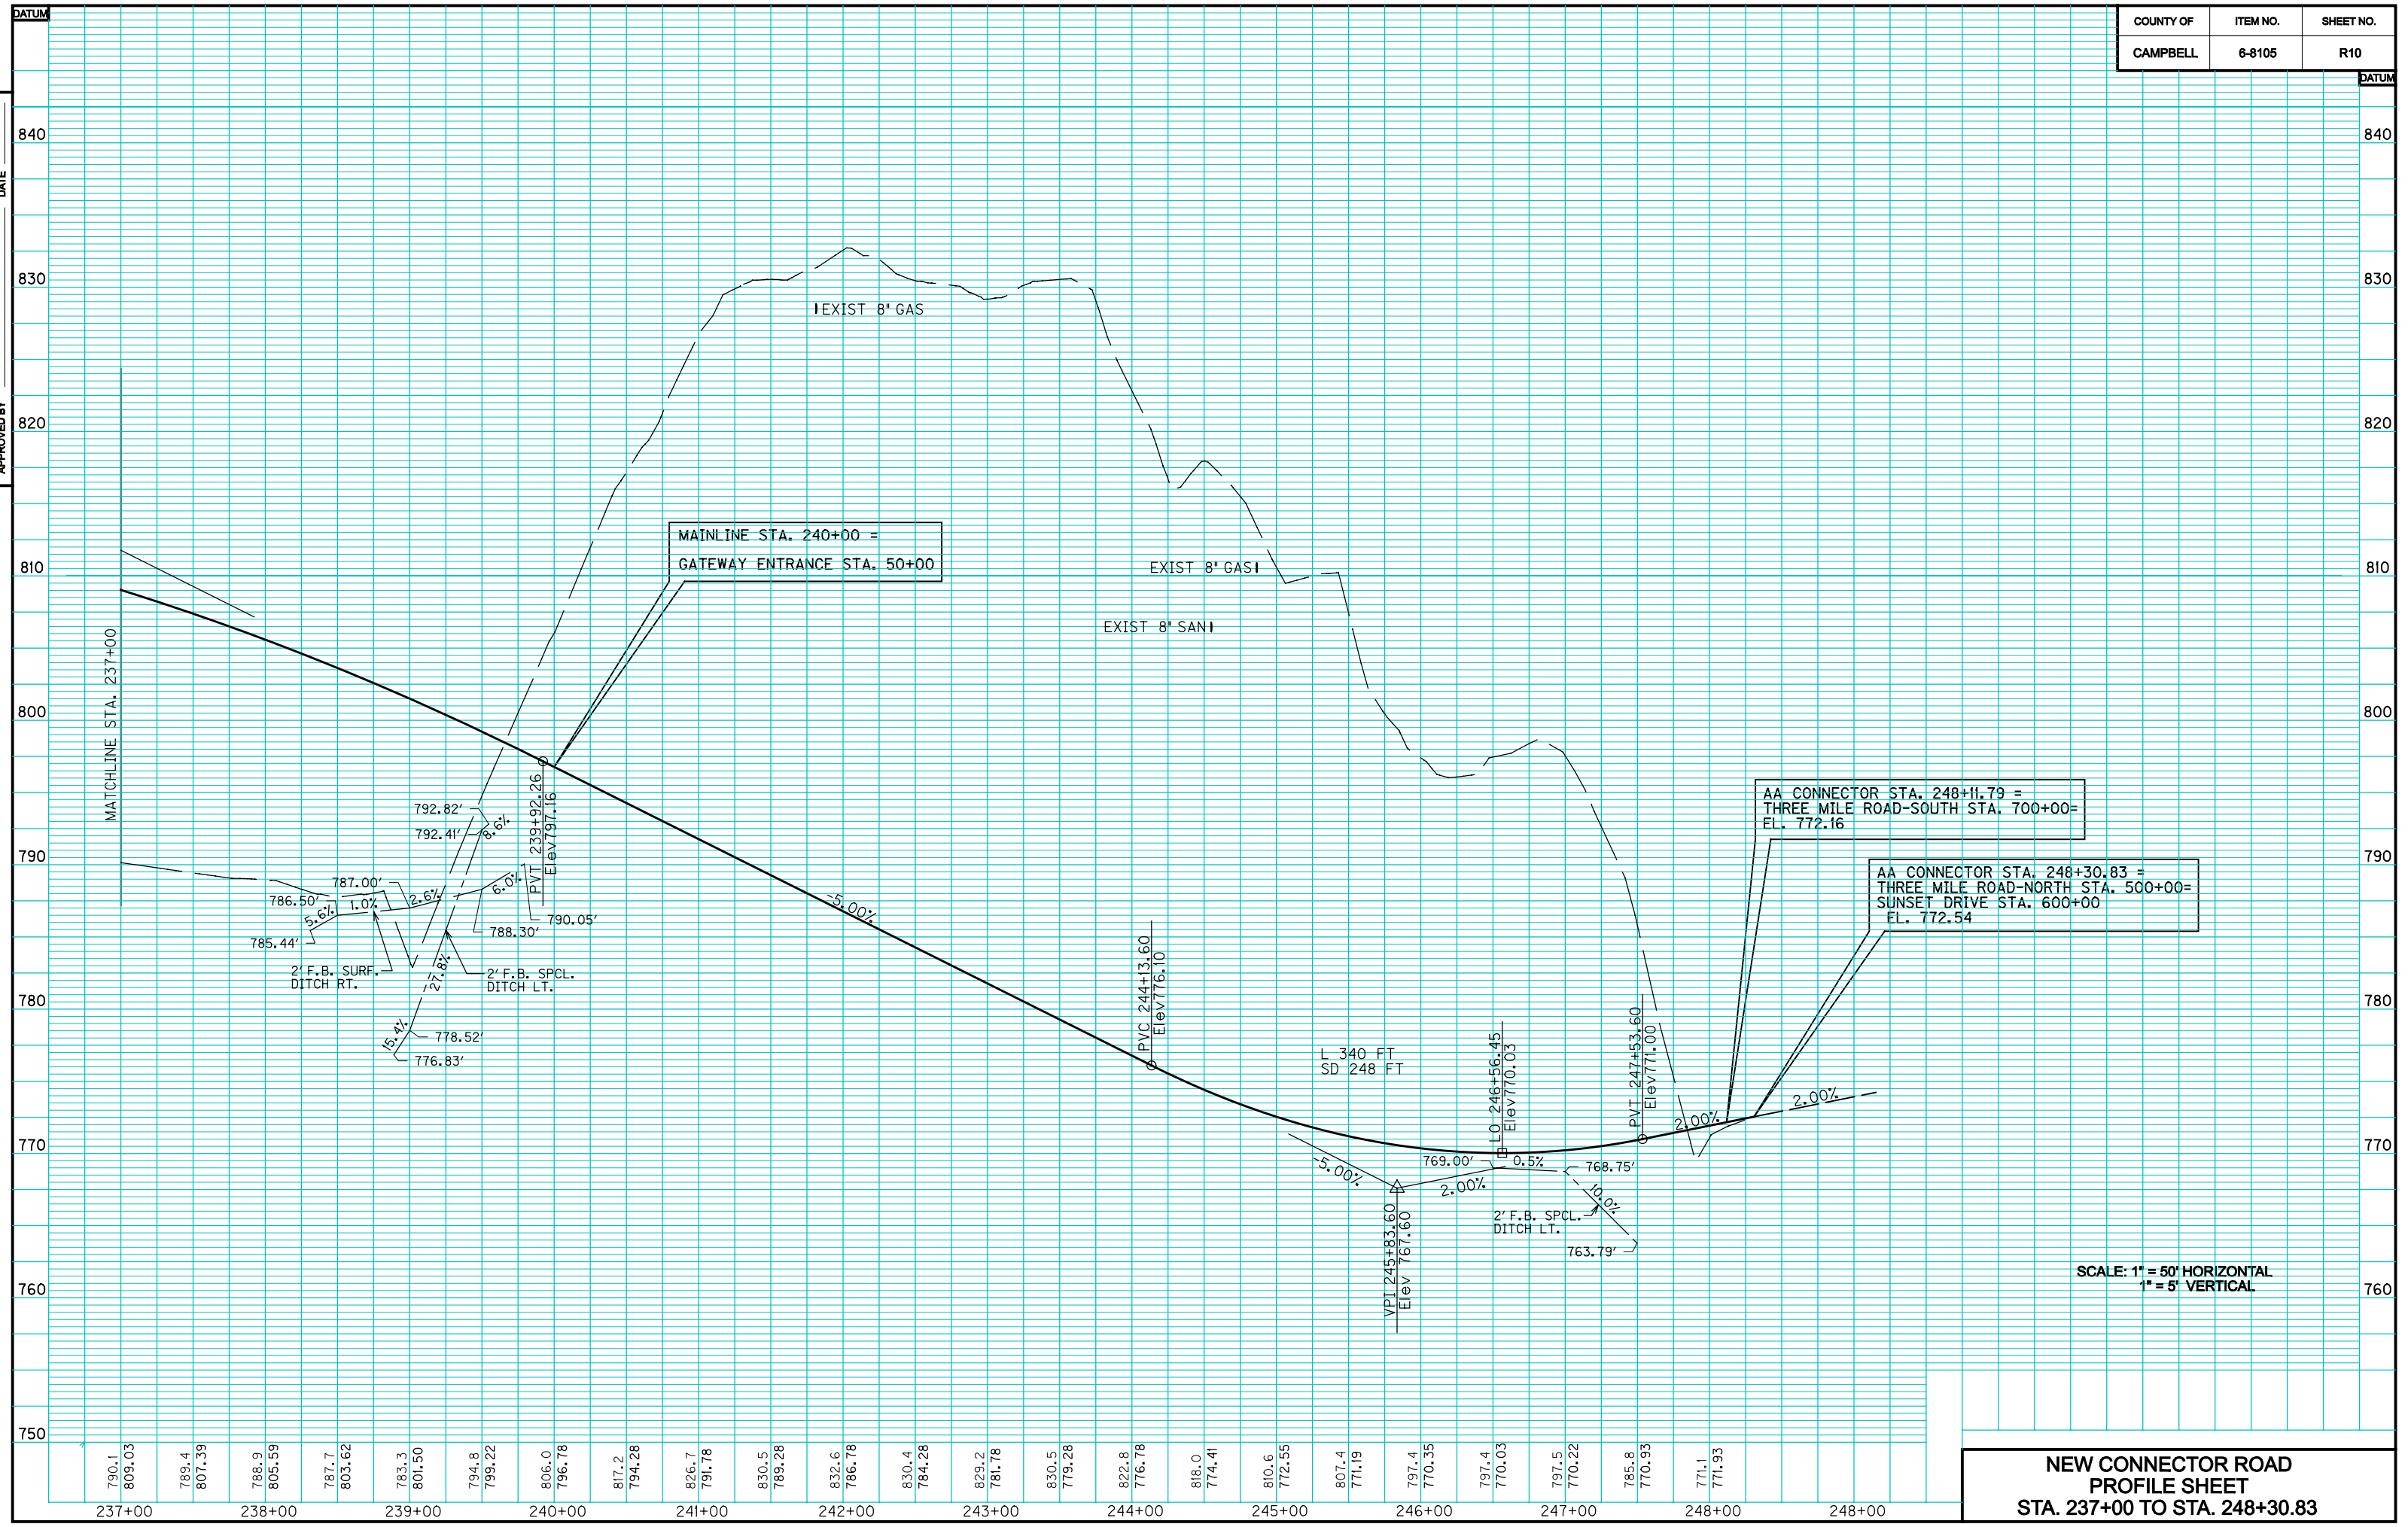 DATUM
COUNTY OF ITEM NO. SHEET NO.
CAMPBELL 6-8105 R10
DATUM
DATE
APPROVED BY
840 840
830 830
820 820
810 810
800 800
790 790
780 780
770 770
760 760
750
MATCHLINE STA. 237+00
EXIST 8" GAS
MAINLINE STA. 240+00 =
GATEWAY ENTRANCE STA. 50+00
EXIST 8" GAS
EXIST 8" SAN
792.82'
792.41'
8.6%
PVT 239+92.26
Elev797.16
787.00'
786.50'
5.6%
1.0%
2.6%
6.0%
785.44'
788.30'
790.05'
2' F.B. SURF.
DITCH RT.
27.8%
2' F.B. SPCL.
DITCH LT.
15.4%
778.52'
776.83'
-5.00%
PVC 244+13.60
Elev776.10
L 340 FT
SD 248 FT
LO 246+56.45
Elev770.03
PVT 247+53.60
Elev771.00
AA CONNECTOR STA. 248+11.79 =
THREE MILE ROAD-SOUTH STA. 700+00=
EL. 772.16
AA CONNECTOR STA. 248+30.83 =
THREE MILE ROAD-NORTH STA. 500+00=
SUNSET DRIVE STA. 600+00
EL. 772.54
2.00%
2.00%
-5.00%
2.00%
769.00'
0.5%
768.75'
10.0%
2' F.B. SPCL.
DITCH LT.
763.79'
VPI 245+83.60
Elev 767.60
SCALE: 1" = 50' HORIZONTAL
1" = 5' VERTICAL
790.1
809.03
789.4
807.39
788.9
805.59
787.7
803.62
783.3
801.50
794.8
799.22
806.0
796.78
817.2
794.28
826.7
791.78
830.5
789.28
832.6
786.78
830.4
784.28
829.2
781.78
830.5
779.28
822.8
776.78
818.0
774.41
810.6
772.55
807.4
771.19
797.4
770.35
797.4
770.03
797.5
770.22
785.8
770.93
771.1
771.93
237+00 238+00 239+00 240+00 241+00 242+00 243+00 244+00 245+00 246+00 247+00 248+00 248+00
NEW CONNECTOR ROAD
PROFILE SHEET
STA. 237+00 TO STA. 248+30.83